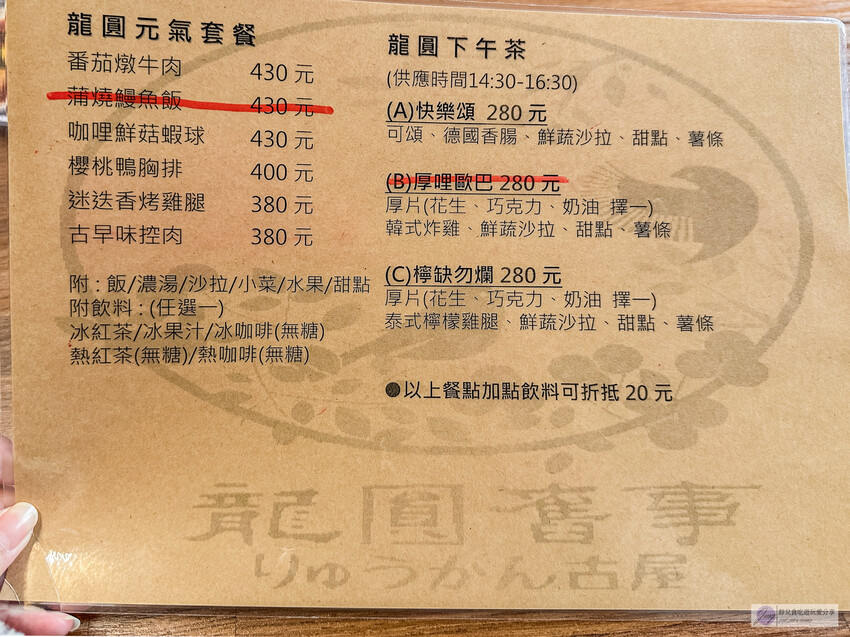 龍圓元氣套餐
番茄燉牛肉 430元
蒲燒鰻魚飯 430元
咖哩鮮菇蝦球 430元
櫻桃鴨胸排 400元
迷迭香烤雞腿 380元
古早味控肉 380元
附:飯/濃湯/沙拉/小菜/水果/甜點
附飲料:(任選一)
冰紅茶/冰果汁/冰咖啡(無糖)
熱紅茶(無糖)/熱咖啡(無糖)
龍圓下午茶
(供應時間14:30-16:30)
(A)快樂頌 280元
可頌、德國香腸、鮮蔬沙拉、甜點、薯條
(B)厚哩歐巴 280元
厚片(花生、巧克力、奶油 擇一)
韓式炸雞、鮮蔬沙拉、甜點、薯條
(C)檸缺勿爛 280元
厚片(花生、巧克力、奶油 擇一)
泰式檸檬雞腿、鮮蔬沙拉、甜點、薯條
●以上餐點加點飲料可折抵20元
龍圓舊事
りゅうかん古屋
靜兒貪吃遊玩愛分享